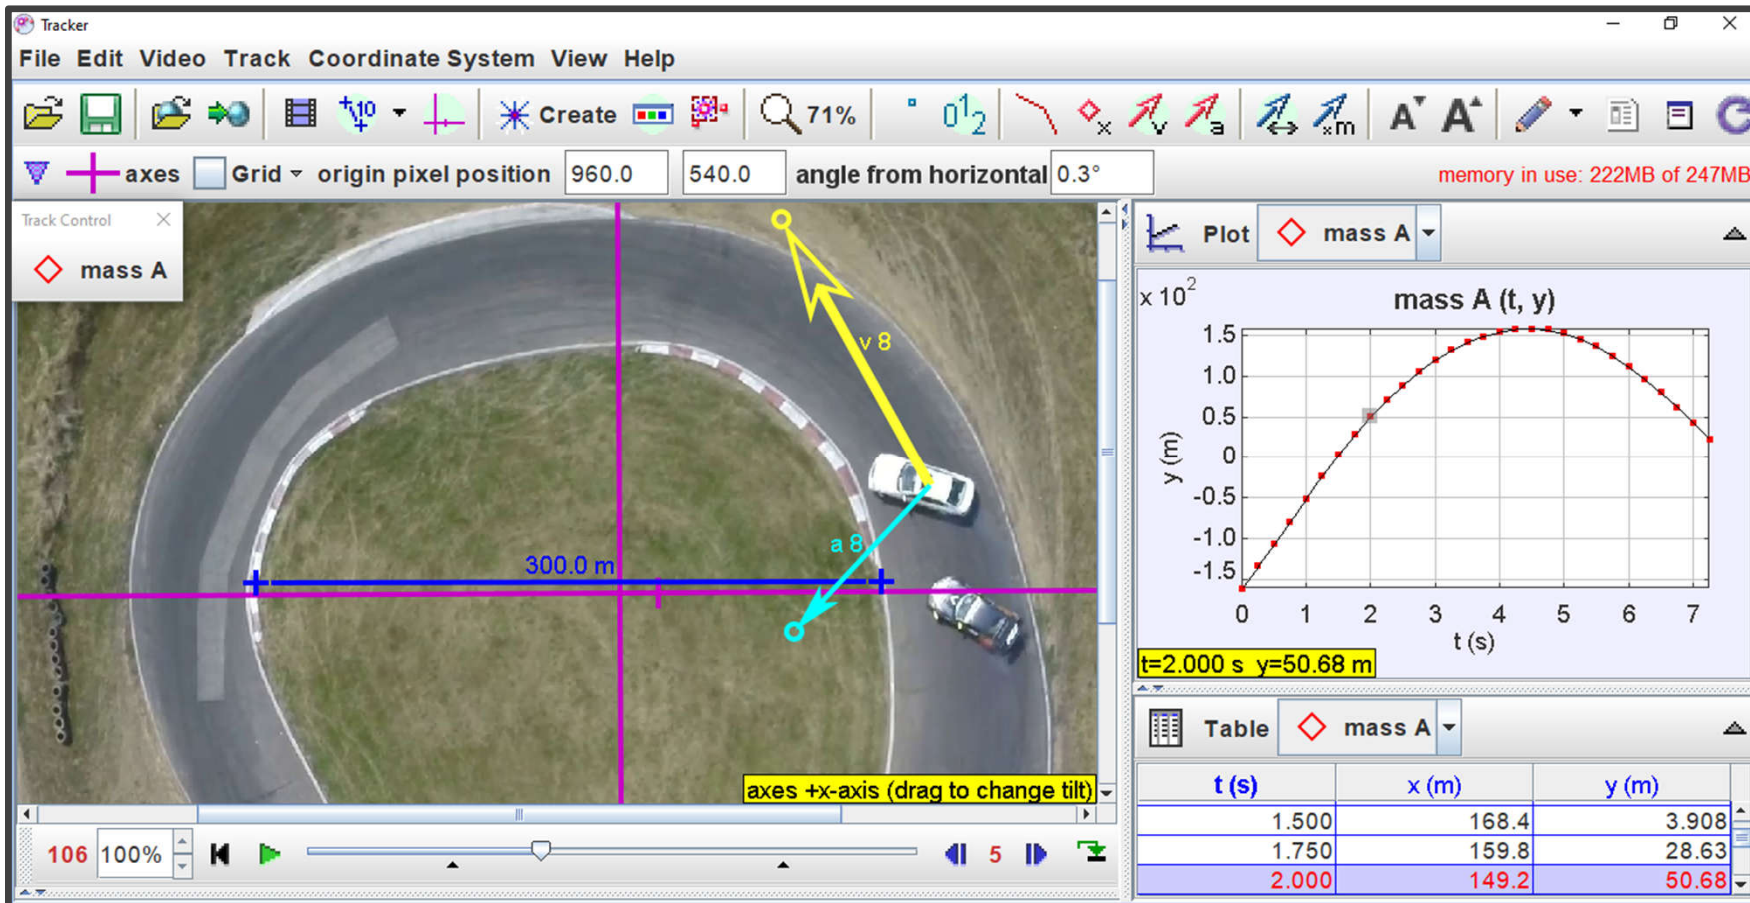 Tracker
File Edit Video Track Coordinate System View Help
10 Create 71% 0 1 2 x v a xm A A
axes Grid origin pixel position 960.0 540.0 angle from horizontal 0.3° memory in use: 222MB of 247MB
Track Control
mass A
v 8
a 8
300.0 m
axes +x-axis (drag to change tilt)
106 100% 5
Plot mass A
x 10²
mass A (t, y)
y (m)
1.5
1.0
0.5
0
-0.5
-1.0
-1.5
0 1 2 3 4 5 6 7
t (s)
t=2.000 s y=50.68 m
Table mass A
t (s) x (m) y (m)
1.500 168.4 3.908
1.750 159.8 28.63
2.000 149.2 50.68